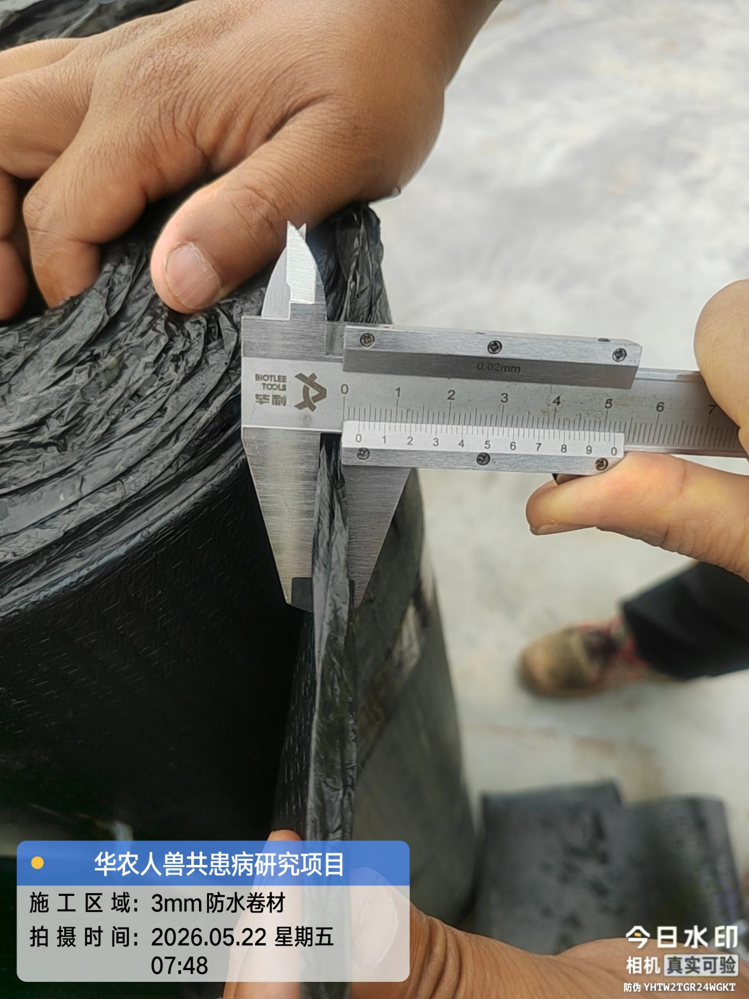 0.02mm
BIOTLEE
TOOLS
0 1 2 3 4 5 6 7
0 1 2 3 4 5 6 7 8 9 0
华农人兽共患病研究项目
施工区域: 3mm防水卷材
拍摄时间: 2026.05.22 星期五
07:48
今日水印
相机 真实可验
防伪 YHTW2TGR24WGKT